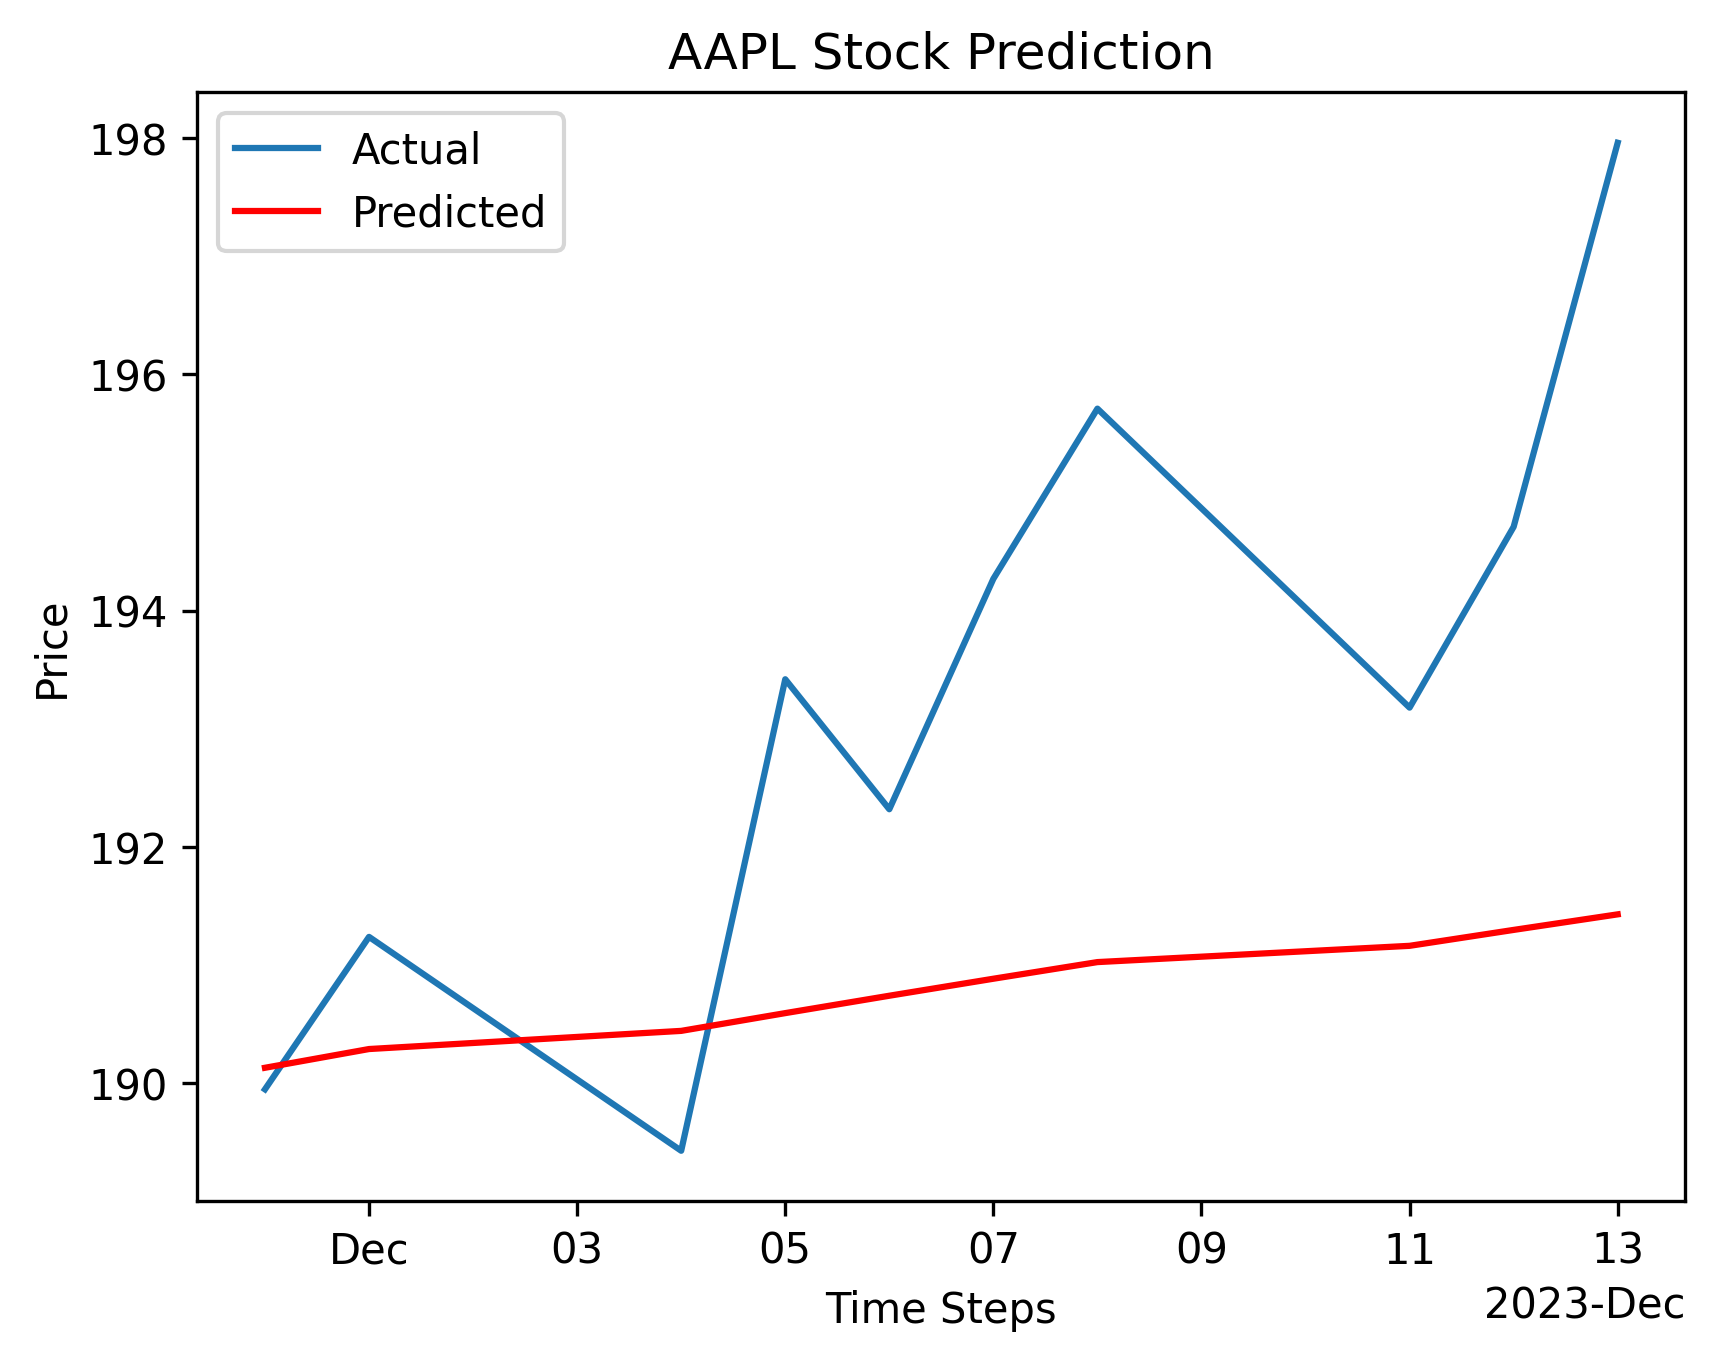 AAPL Stock Prediction
Actual
Predicted
198
196
194
192
190
Price
Dec 03 05 07 09 11 13
2023-Dec
Time Steps